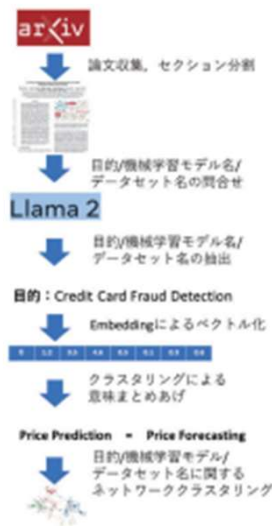 arXiv
論文収集，セクション分割
目的/機械学習モデル名/
データセット名の問合せ
Llama 2
目的/機械学習モデル名/
データセット名の抽出
目的：Credit Card Fraud Detection
Embeddingによるベクトル化
クラスタリングによる
意味まとめあげ
Price Prediction = Price Forecasting
目的/機械学習モデル/
データセット名に関する
ネットワーククラスタリング